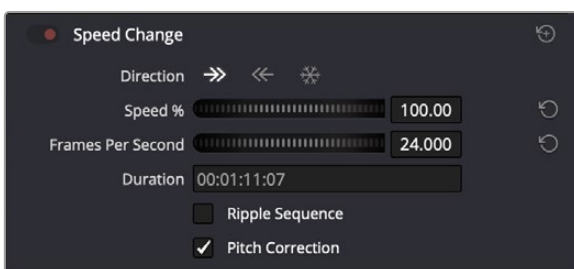 Speed Change
Direction
Speed % 100.00
Frames Per Second 24.000
Duration 00:01:11:07
Ripple Sequence
Pitch Correction